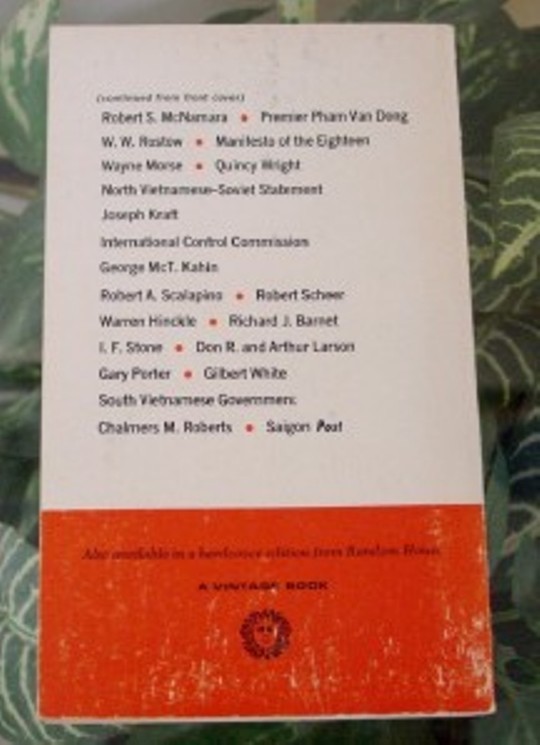 (continued from front cover)
Robert S. McNamara • Premier Pham Van Dong
W. W. Rostow • Manifesto of the Eighteen
Wayne Morse • Quincy Wright
North Vietnamese-Soviet Statement
Joseph Kraft
International Control Commission
George McT. Kahin
Robert A. Scalapino • Robert Scheer
Warren Hinckle • Richard J. Barnet
I. F. Stone • Don R. and Arthur Larson
Gary Porter • Gilbert White
South Vietnamese Government
Chalmers M. Roberts • Saigon Post
Also available in a hardcover edition from Random House
A VINTAGE BOOK